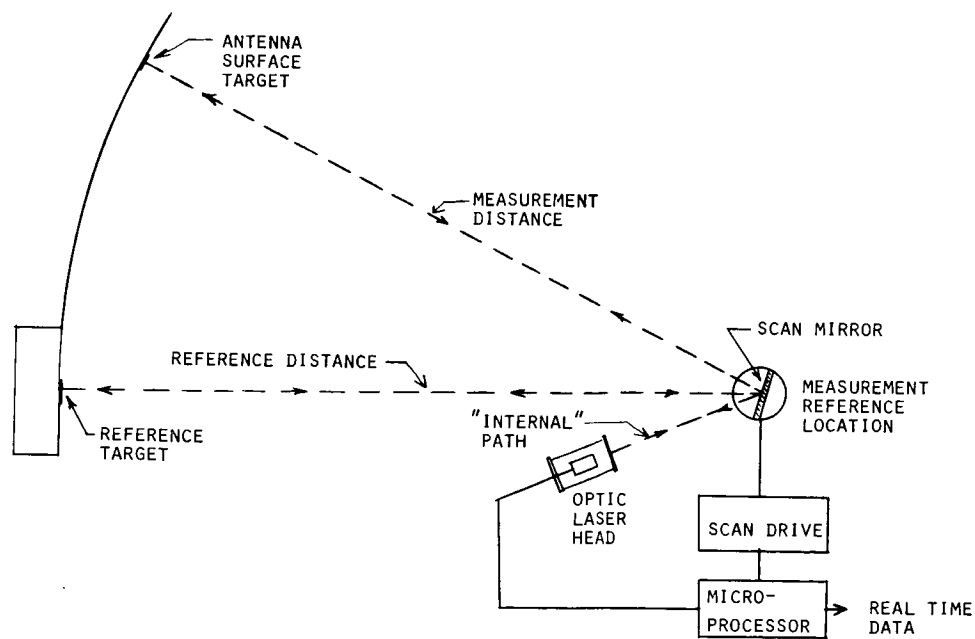 ANTENNA
SURFACE
TARGET
MEASUREMENT
DISTANCE
SCAN MIRROR
REFERENCE DISTANCE
MEASUREMENT
REFERENCE
LOCATION
"INTERNAL"
PATH
REFERENCE
TARGET
OPTIC
LASER
HEAD
SCAN DRIVE
MICRO-
PROCESSOR
REAL TIME
DATA